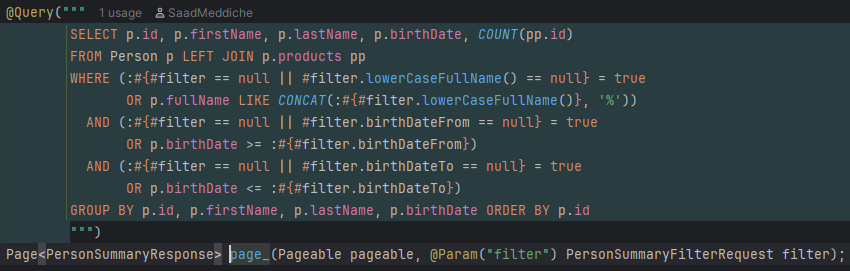 @Query(""" 1 usage SaadMeddiche
SELECT p.id, p.firstName, p.lastName, p.birthDate, COUNT(pp.id)
FROM Person p LEFT JOIN p.products pp
WHERE (:#{#filter == null || #filter.lowerCaseFullName() == null} = true
OR p.fullName LIKE CONCAT(:#{#filter.lowerCaseFullName()}, '%'))
AND (:#{#filter == null || #filter.birthDateFrom == null} = true
OR p.birthDate >= :#{#filter.birthDateFrom})
AND (:#{#filter == null || #filter.birthDateTo == null} = true
OR p.birthDate <= :#{#filter.birthDateTo})
GROUP BY p.id, p.firstName, p.lastName, p.birthDate ORDER BY p.id
""")
Page<PersonSummaryResponse> page_(Pageable pageable, @Param("filter") PersonSummaryFilterRequest filter);